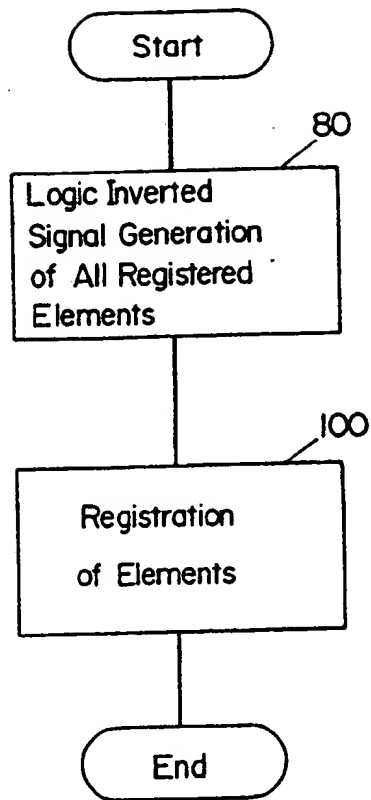 Start
80
Logic Inverted
Signal Generation
of All Registered
Elements
100
Registration
of Elements
End